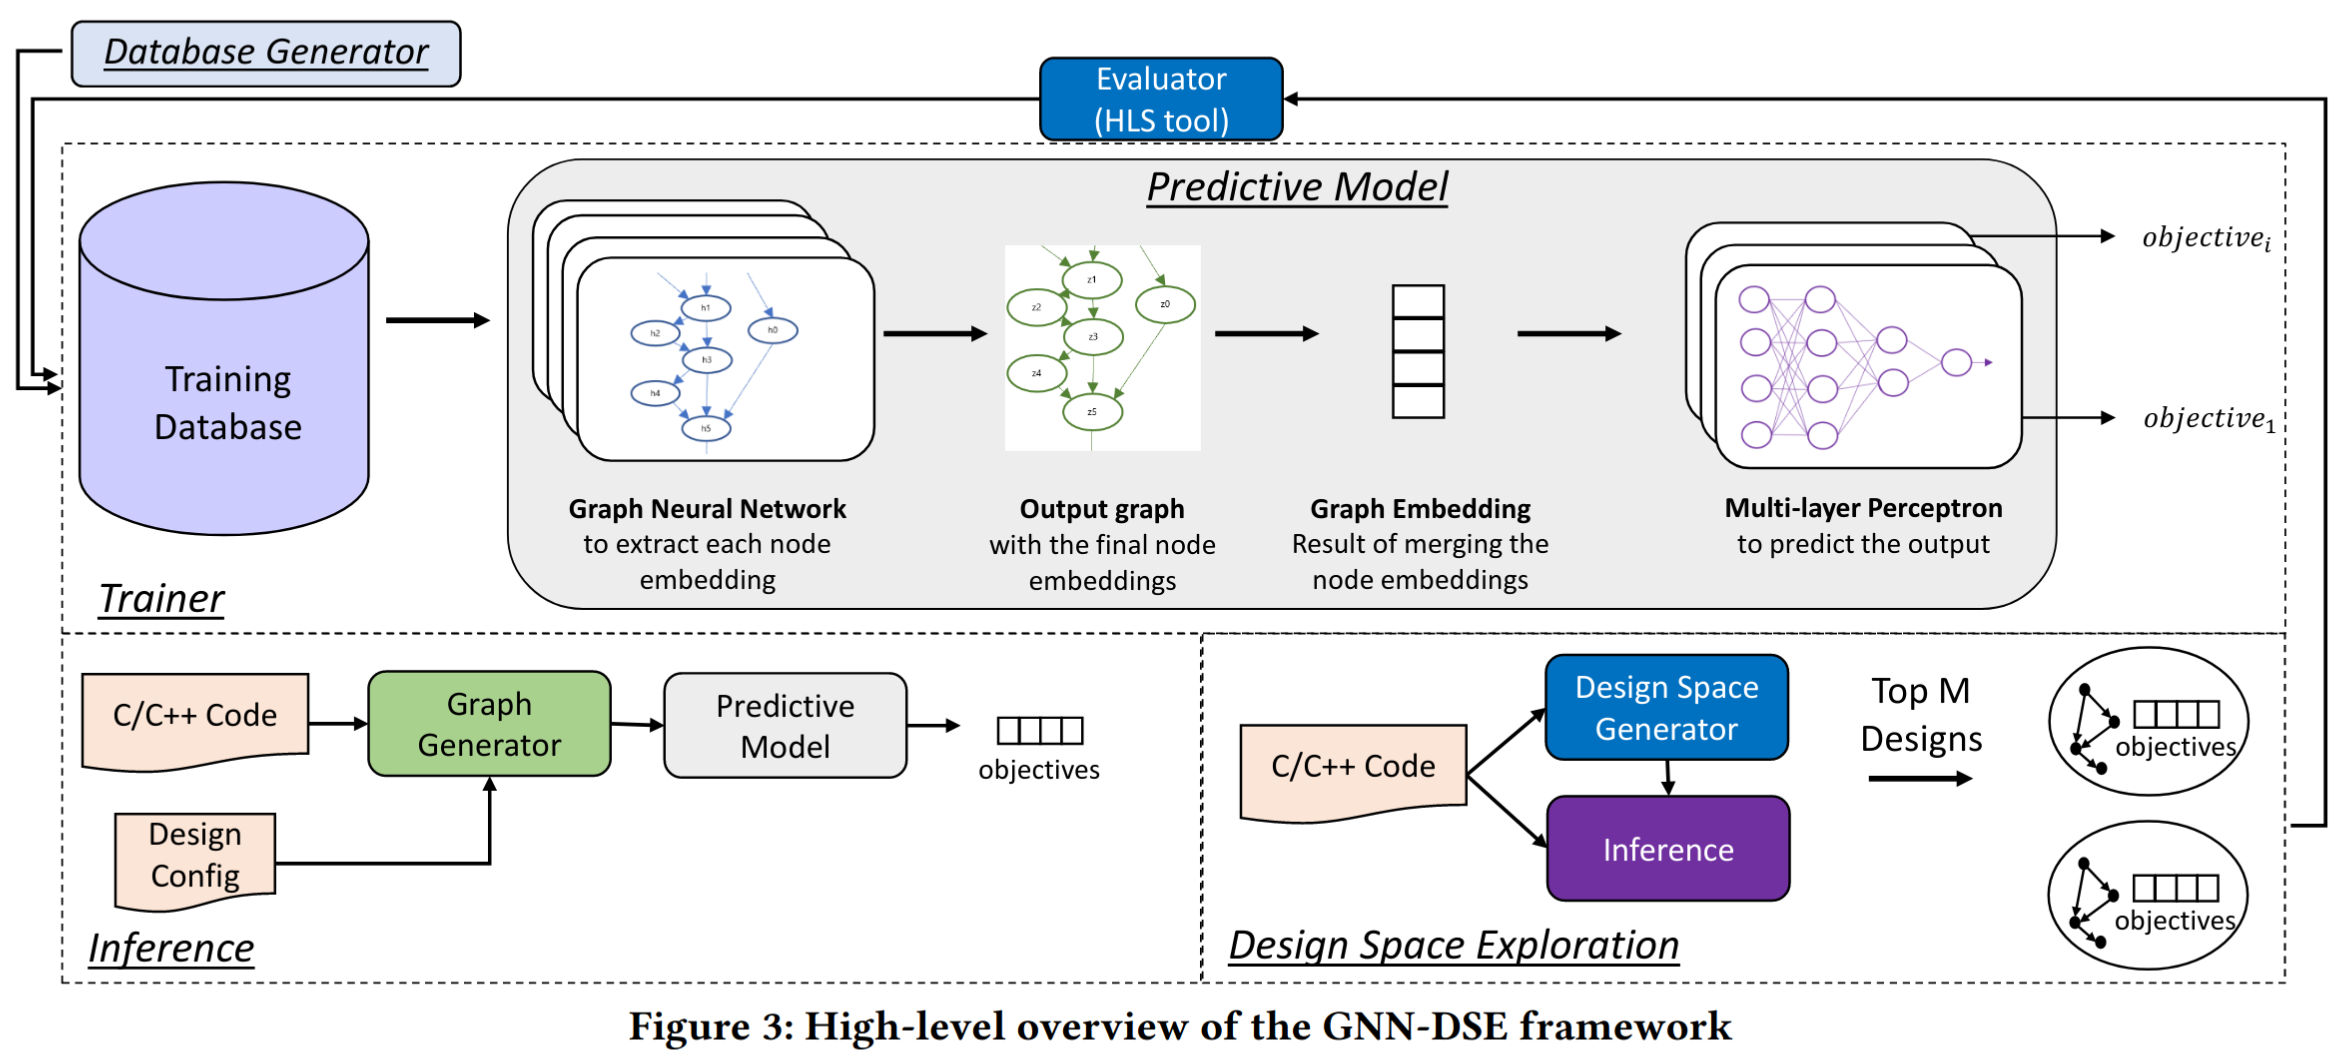 Database Generator
Evaluator
(HLS tool)
Predictive Model
Training
Database
h1
h2
h0
h3
h4
h5
z1
z2
z0
z3
z4
z5
objectiveᵢ
objective₁
Graph Neural Network
to extract each node
embedding
Output graph
with the final node
embeddings
Graph Embedding
Result of merging the
node embeddings
Multi-layer Perceptron
to predict the output
Trainer
C/C++ Code
Graph
Generator
Predictive
Model
objectives
Design
Config
Inference
C/C++ Code
Design Space
Generator
Inference
Top M
Designs
objectives
objectives
Design Space Exploration
Figure 3: High-level overview of the GNN-DSE framework